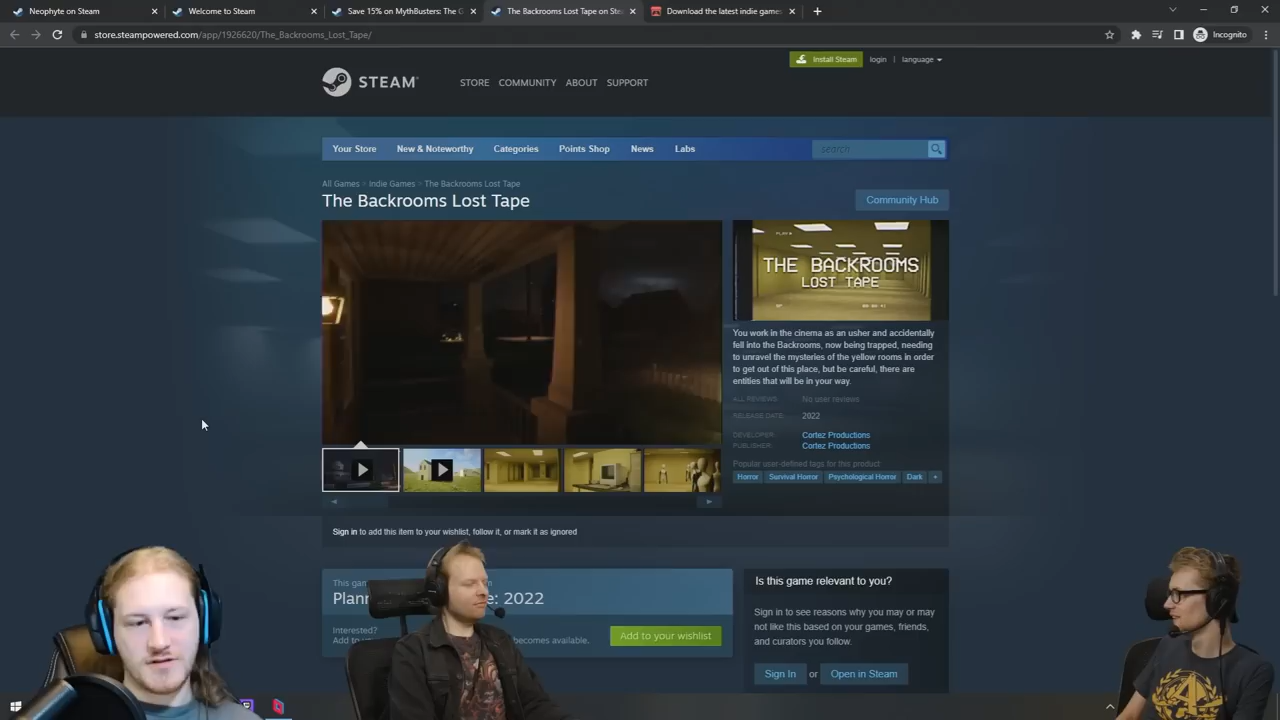 Neophyte on Steam
Welcome to Steam
Save 15% on MythBusters: The G
The Backrooms Lost Tape on Ste
Download the latest indie games
store.steampowered.com/app/1926620/The_Backrooms_Lost_Tape/
Incognito
Install Steam
login
language
STEAM
STORE
COMMUNITY
ABOUT
SUPPORT
Your Store
New & Noteworthy
Categories
Points Shop
News
Labs
search
All Games > Indie Games > The Backrooms Lost Tape
The Backrooms Lost Tape
Community Hub
PLAY
THE BACKROOMS
LOST TAPE
You work in the cinema as an usher and accidentally
fell into the Backrooms, now being trapped, needing
to unravel the mysteries of the yellow rooms in order
to get out of this place, but be careful, there are
entities that will be in your way.
ALL REVIEWS: No user reviews
RELEASE DATE: 2022
DEVELOPER: Cortez Productions
PUBLISHER: Cortez Productions
Popular user-defined tags for this product
Horror
Survival Horror
Psychological Horror
Dark
+
Sign in to add this item to your wishlist, follow it, or mark it as ignored
This gam
Plann
e: 2022
Interested?
Add to you
becomes available.
Add to your wishlist
Is this game relevant to you?
Sign in to see reasons why you may or may
not like this based on your games, friends,
and curators you follow.
Sign In or Open in Steam